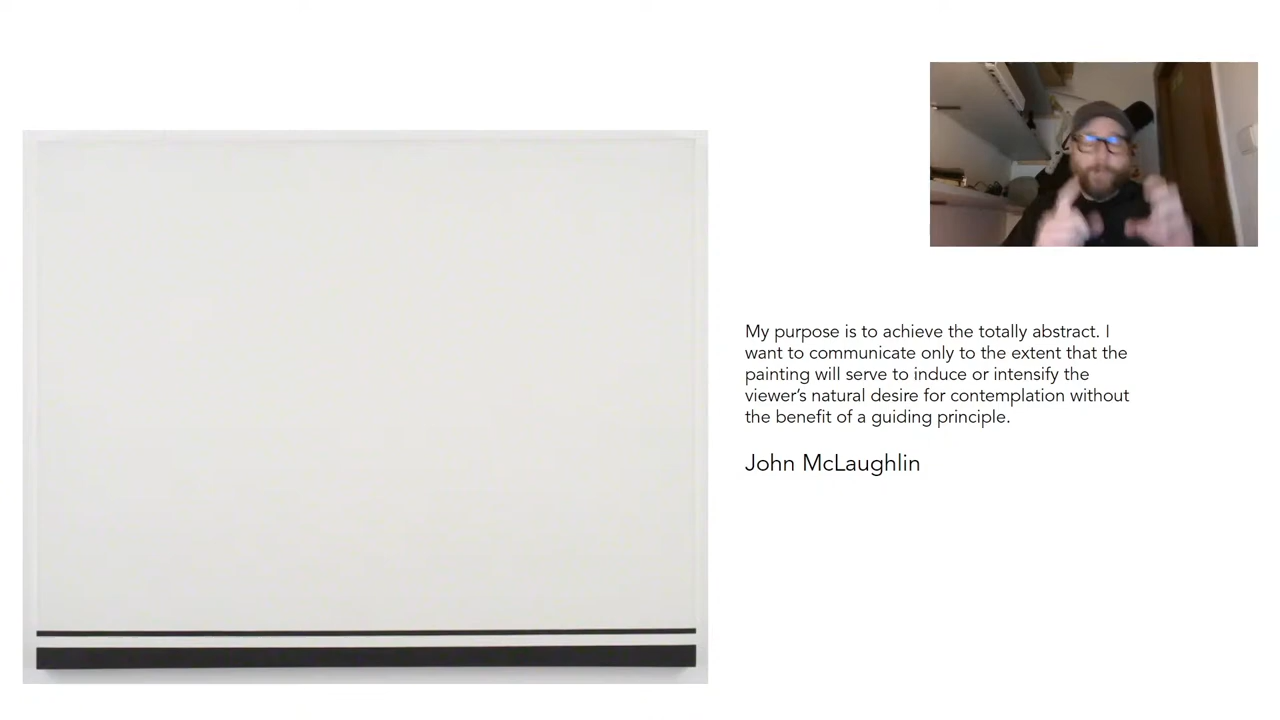 My purpose is to achieve the totally abstract. I
want to communicate only to the extent that the
painting will serve to induce or intensify the
viewer’s natural desire for contemplation without
the benefit of a guiding principle.
John McLaughlin